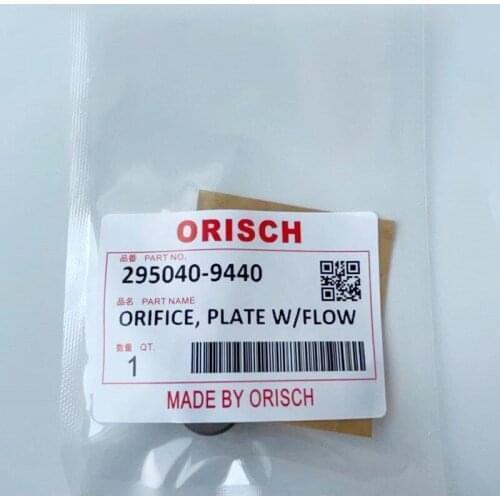 ORISCH
品番 PART NO.
295040-9440
品名 PART NAME
ORIFICE, PLATE W/FLOW
数量 QT.
1
MADE BY ORISCH